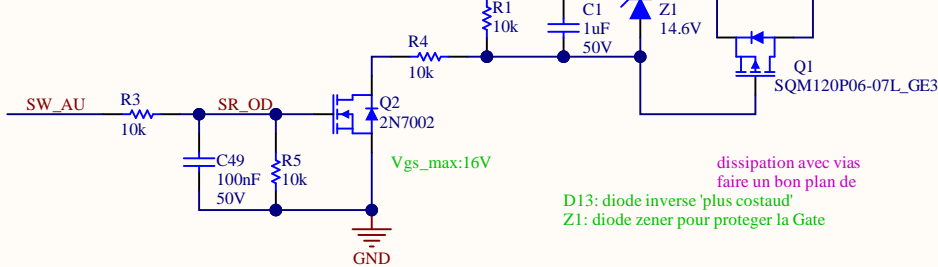 R1
10k
C1
1uF
50V
Z1
14.6V
R4
10k
Q1
SQM120P06-07L_GE3
SW_AU
R3
10k
SR_OD
Q2
2N7002
C49
100nF
50V
R5
10k
Vgs_max:16V
dissipation avec vias
faire un bon plan de
D13: diode inverse 'plus costaud'
Z1: diode zener pour proteger la Gate
GND